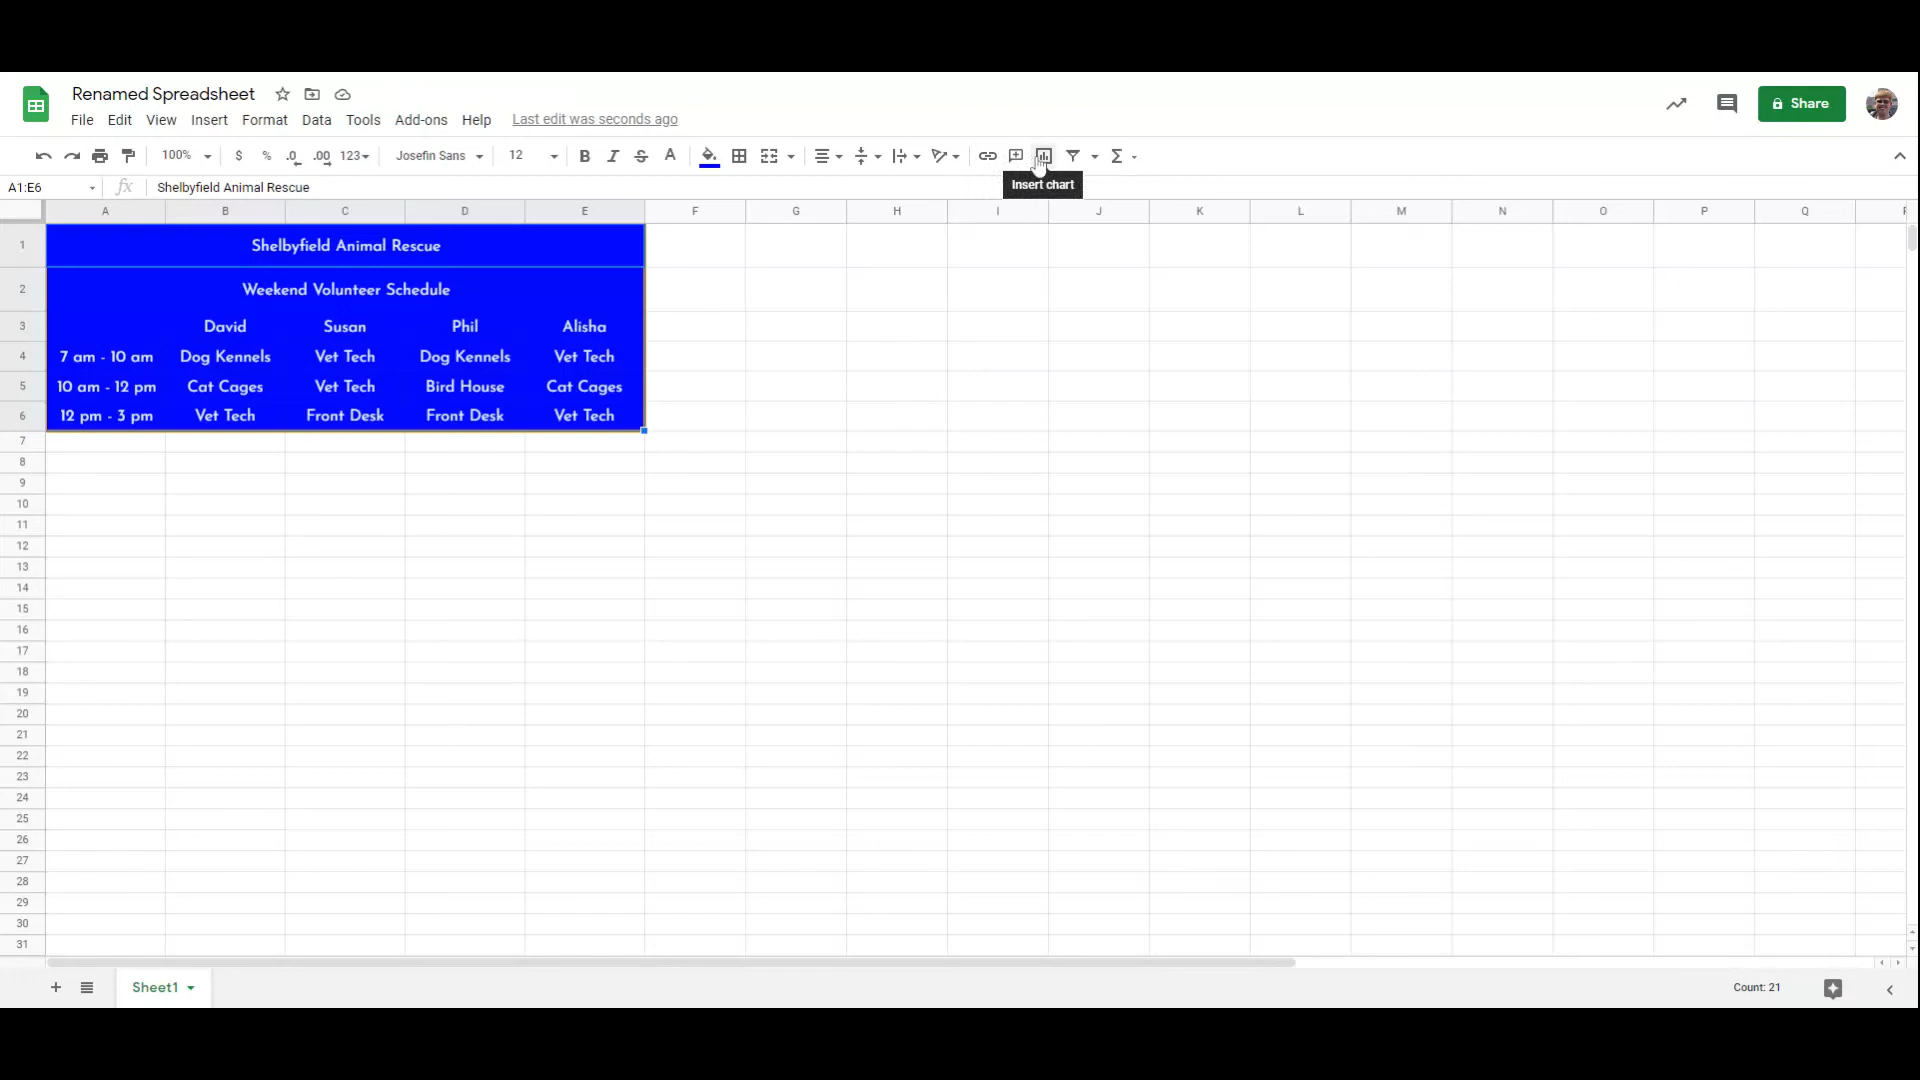 Renamed Spreadsheet
File Edit View Insert Format Data Tools Add-ons Help Last edit was seconds ago
Share
100% $ % .0 .00 123 Josefin Sans 12 B I S A Σ
Insert chart
A1:E6 fx Shelbyfield Animal Rescue
A B C D E F G H I J K L M N O P Q
1 Shelbyfield Animal Rescue
2 Weekend Volunteer Schedule
3 David Susan Phil Alisha
4 7 am - 10 am Dog Kennels Vet Tech Dog Kennels Vet Tech
5 10 am - 12 pm Cat Cages Vet Tech Bird House Cat Cages
6 12 pm - 3 pm Vet Tech Front Desk Front Desk Vet Tech
7
8
9
10
11
12
13
14
15
16
17
18
19
20
21
22
23
24
25
26
27
28
29
30
31
+ Sheet1 Count: 21